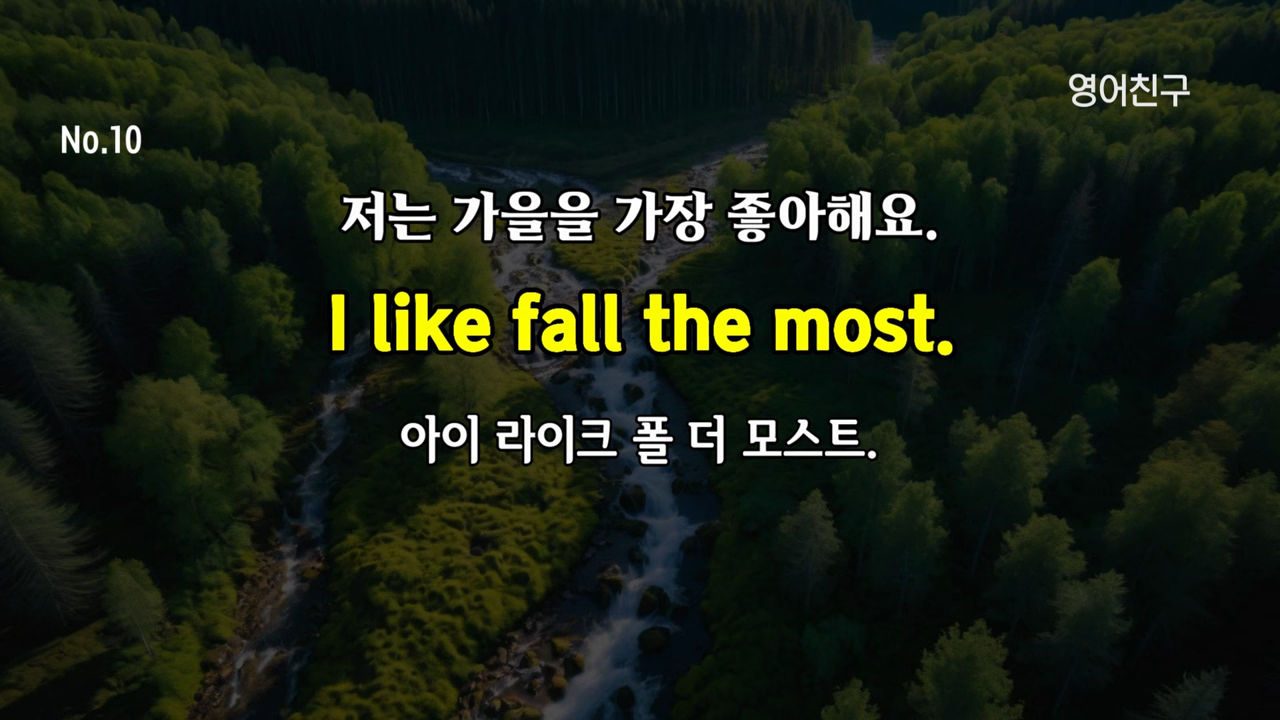 영어친구
No.10
저는 가을을 가장 좋아해요.
I like fall the most.
아이 라이크 폴 더 모스트.